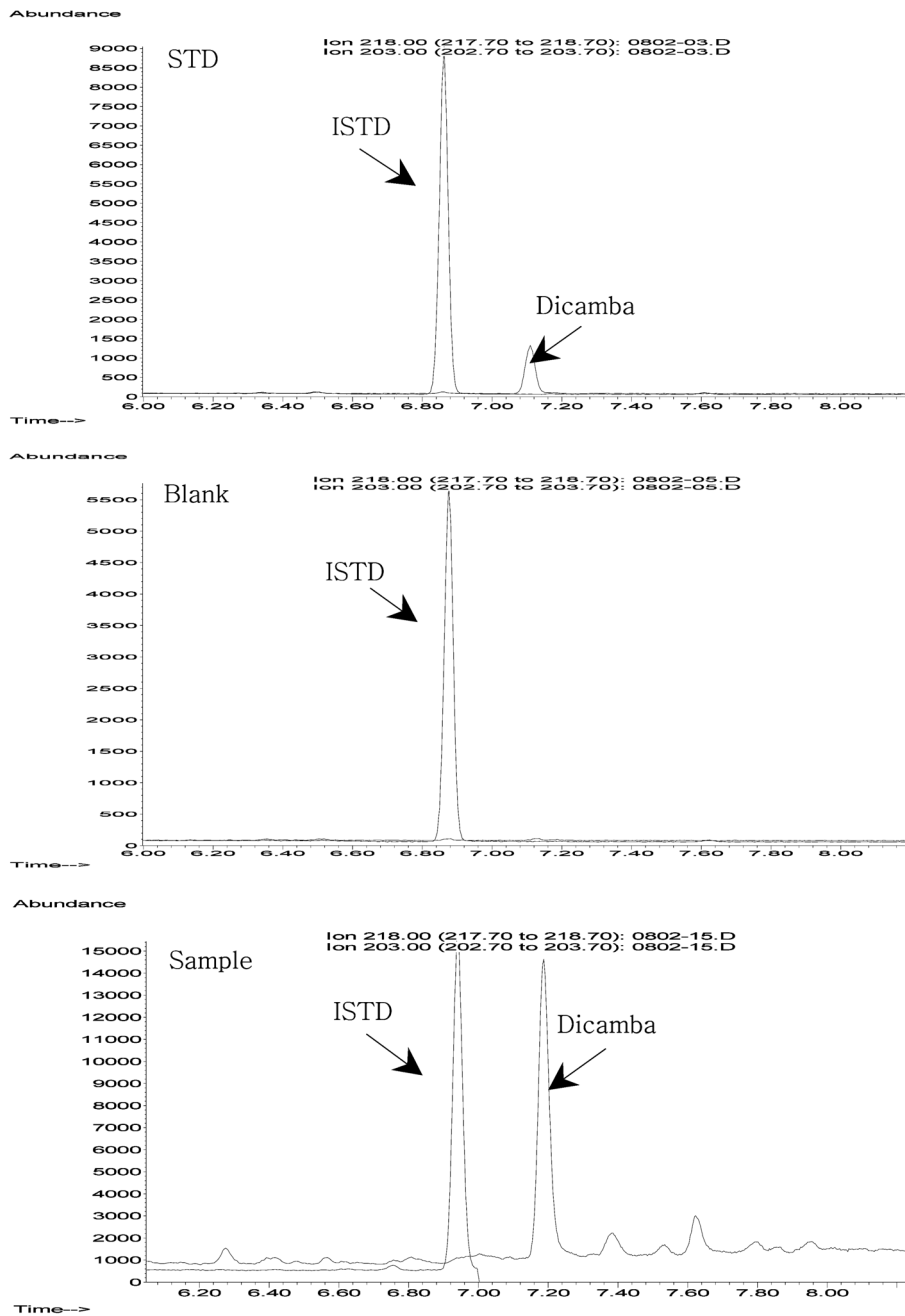 Abundance
Ion 218.00 (217.70 to 218.70): 0802-03.D
Ion 203.00 (202.70 to 203.70): 0802-03.D
STD
ISTD
Dicamba
9000
8500
8000
7500
7000
6500
6000
5500
5000
4500
4000
3500
3000
2500
2000
1500
1000
500
0
6.00 6.20 6.40 6.60 6.80 7.00 7.20 7.40 7.60 7.80 8.00
Time-->
Abundance
Ion 218.00 (217.70 to 218.70): 0802-05.D
Ion 203.00 (202.70 to 203.70): 0802-05.D
Blank
ISTD
5500
5000
4500
4000
3500
3000
2500
2000
1500
1000
500
0
6.00 6.20 6.40 6.60 6.80 7.00 7.20 7.40 7.60 7.80 8.00
Time-->
Abundance
Ion 218.00 (217.70 to 218.70): 0802-15.D
Ion 203.00 (202.70 to 203.70): 0802-15.D
Sample
ISTD
Dicamba
15000
14000
13000
12000
11000
10000
9000
8000
7000
6000
5000
4000
3000
2000
1000
0
6.20 6.40 6.60 6.80 7.00 7.20 7.40 7.60 7.80 8.00
Time-->